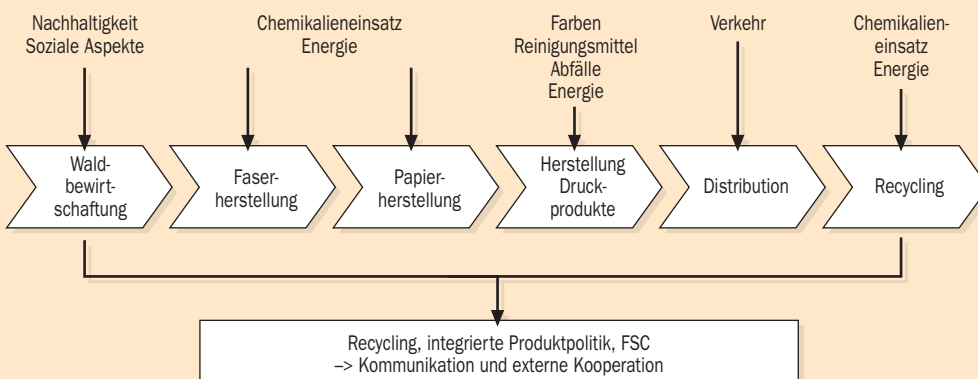 Nachhaltigkeit
Soziale Aspekte
Chemikalieneinsatz
Energie
Farben
Reinigungsmittel
Abfälle
Energie
Verkehr
Chemikalien-
einsatz
Energie
Wald-
bewirt-
schaftung
Faser-
herstellung
Papier-
herstellung
Herstellung
Druck-
produkte
Distribution
Recycling
Recycling, integrierte Produktpolitik, FSC
–> Kommunikation und externe Kooperation